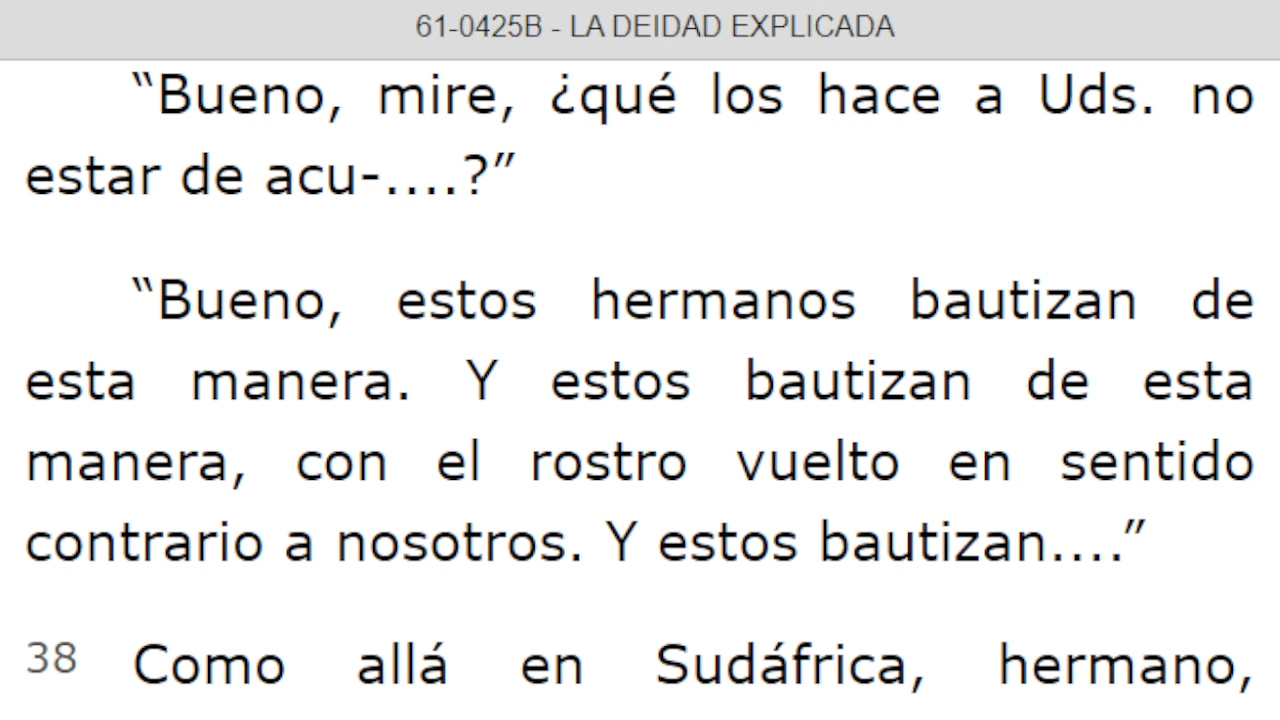 61-0425B - LA DEIDAD EXPLICADA
“Bueno, mire, ¿qué los hace a Uds. no
estar de acu-....?”
“Bueno, estos hermanos bautizan de
esta manera. Y estos bautizan de esta
manera, con el rostro vuelto en sentido
contrario a nosotros. Y estos bautizan....”
38 Como allá en Sudáfrica, hermano,